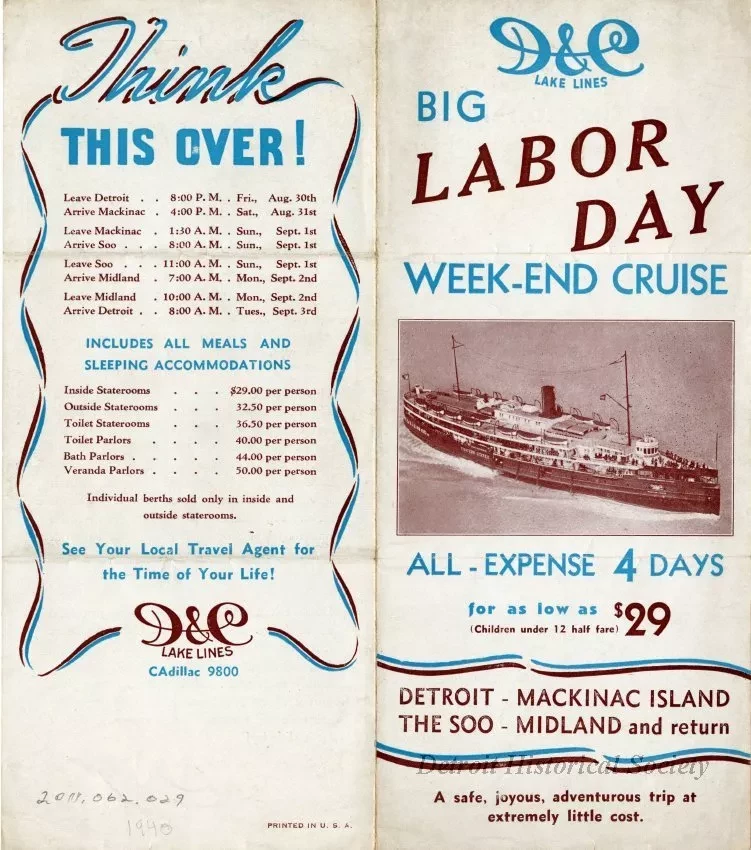 Think
THIS OVER!
Leave Detroit . . 8:00 P. M. . Fri., Aug. 30th
Arrive Mackinac . 4:00 P. M. . Sat., Aug. 31st
Leave Mackinac . 1:30 A. M. . Sun., Sept. 1st
Arrive Soo . . . 8:00 A. M. . Sun., Sept. 1st
Leave Soo . . . 11:00 A. M. . Sun., Sept. 1st
Arrive Midland . 7:00 A. M. . Mon., Sept. 2nd
Leave Midland . 10:00 A. M. . Mon., Sept. 2nd
Arrive Detroit . . 8:00 A. M. . Tues., Sept. 3rd
INCLUDES ALL MEALS AND
SLEEPING ACCOMMODATIONS
Inside Staterooms . . . $29.00 per person
Outside Staterooms . . . 32.50 per person
Toilet Staterooms . . . 36.50 per person
Toilet Parlors . . . . 40.00 per person
Bath Parlors . . . . . 44.00 per person
Veranda Parlors . . . . 50.00 per person
Individual berths sold only in inside and
outside staterooms.
See Your Local Travel Agent for
the Time of Your Life!
D&C
LAKE LINES
CAdillac 9800
2011.062.029
1940
PRINTED IN U. S. A.
D&C
LAKE LINES
BIG
LABOR
DAY
WEEK-END CRUISE
ALL - EXPENSE 4 DAYS
for as low as $29
(Children under 12 half fare)
DETROIT - MACKINAC ISLAND
THE SOO - MIDLAND and return
Detroit Historical Society
A safe, joyous, adventurous trip at
extremely little cost.